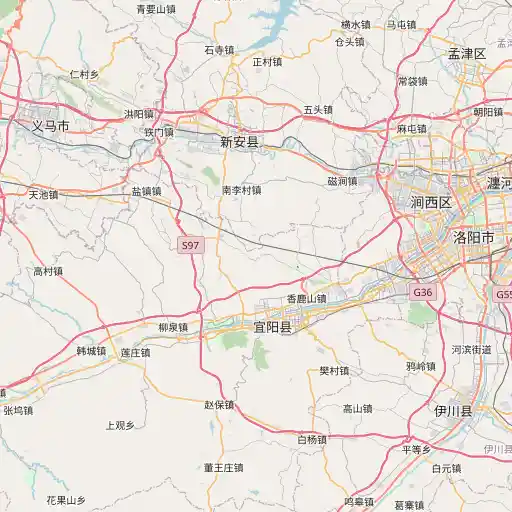 青要山镇
横水镇
马屯镇
仓头镇
石寺镇
正村镇
孟津区
仁村乡
常袋镇
洪阳镇
五头镇
朝阳镇
义马市
铁门镇
麻屯镇
新安县
磁涧镇
天池镇
盐镇镇
南李村镇
涧西区
洛阳市
S97
高村镇
G36
香鹿山镇
柳泉镇
宜阳县
韩城镇
莲庄镇
河滨街道
樊村镇
鸦岭镇
张坞镇
赵保镇
高山镇
伊川县
上观乡
白杨镇
平等乡
伊川县
董王庄镇
白元镇
花果山乡
鸣皋镇
葛寨镇